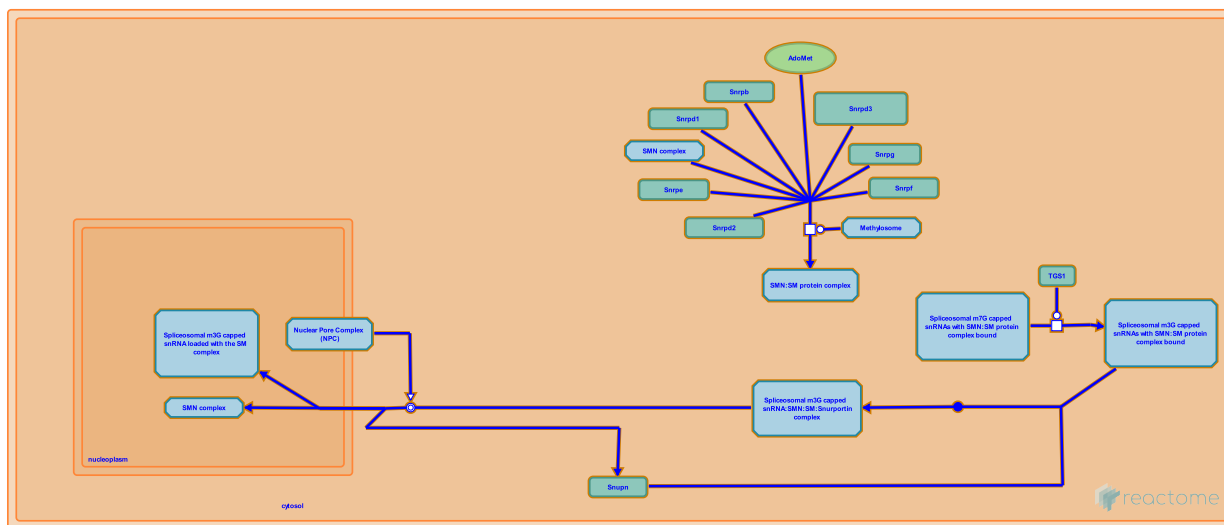 AdoMet
Snrpb
Snrpd3
Snrpd1
SMN complex
Snrpg
Snrpe
Snrpf
Snrpd2
Methylosome
SMN:SM protein complex
TGS1
Spliceosomal m7G capped
snRNAs with SMN:SM protein
complex bound
Spliceosomal m3G capped
snRNAs with SMN:SM protein
complex bound
Spliceosomal m3G capped
snRNA loaded with the SM
complex
Nuclear Pore Complex
(NPC)
SMN complex
Spliceosomal m3G capped
snRNA:SMN:SM:Snurportin
complex
nucleoplasm
Snupn
cytosol
reactome